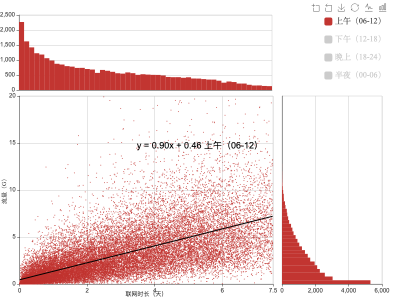 上午（06-12）
下午（12-18）
晚上（18-24）
半夜（00-06）
2,500
2,000
1,500
1,000
500
0
20
15
10
5
0
流量（G）
y = 0.90x + 0.46 上午（06-12）
0
2
4
6
7.5
联网时长（天）
0
2,000
4,000
6,000